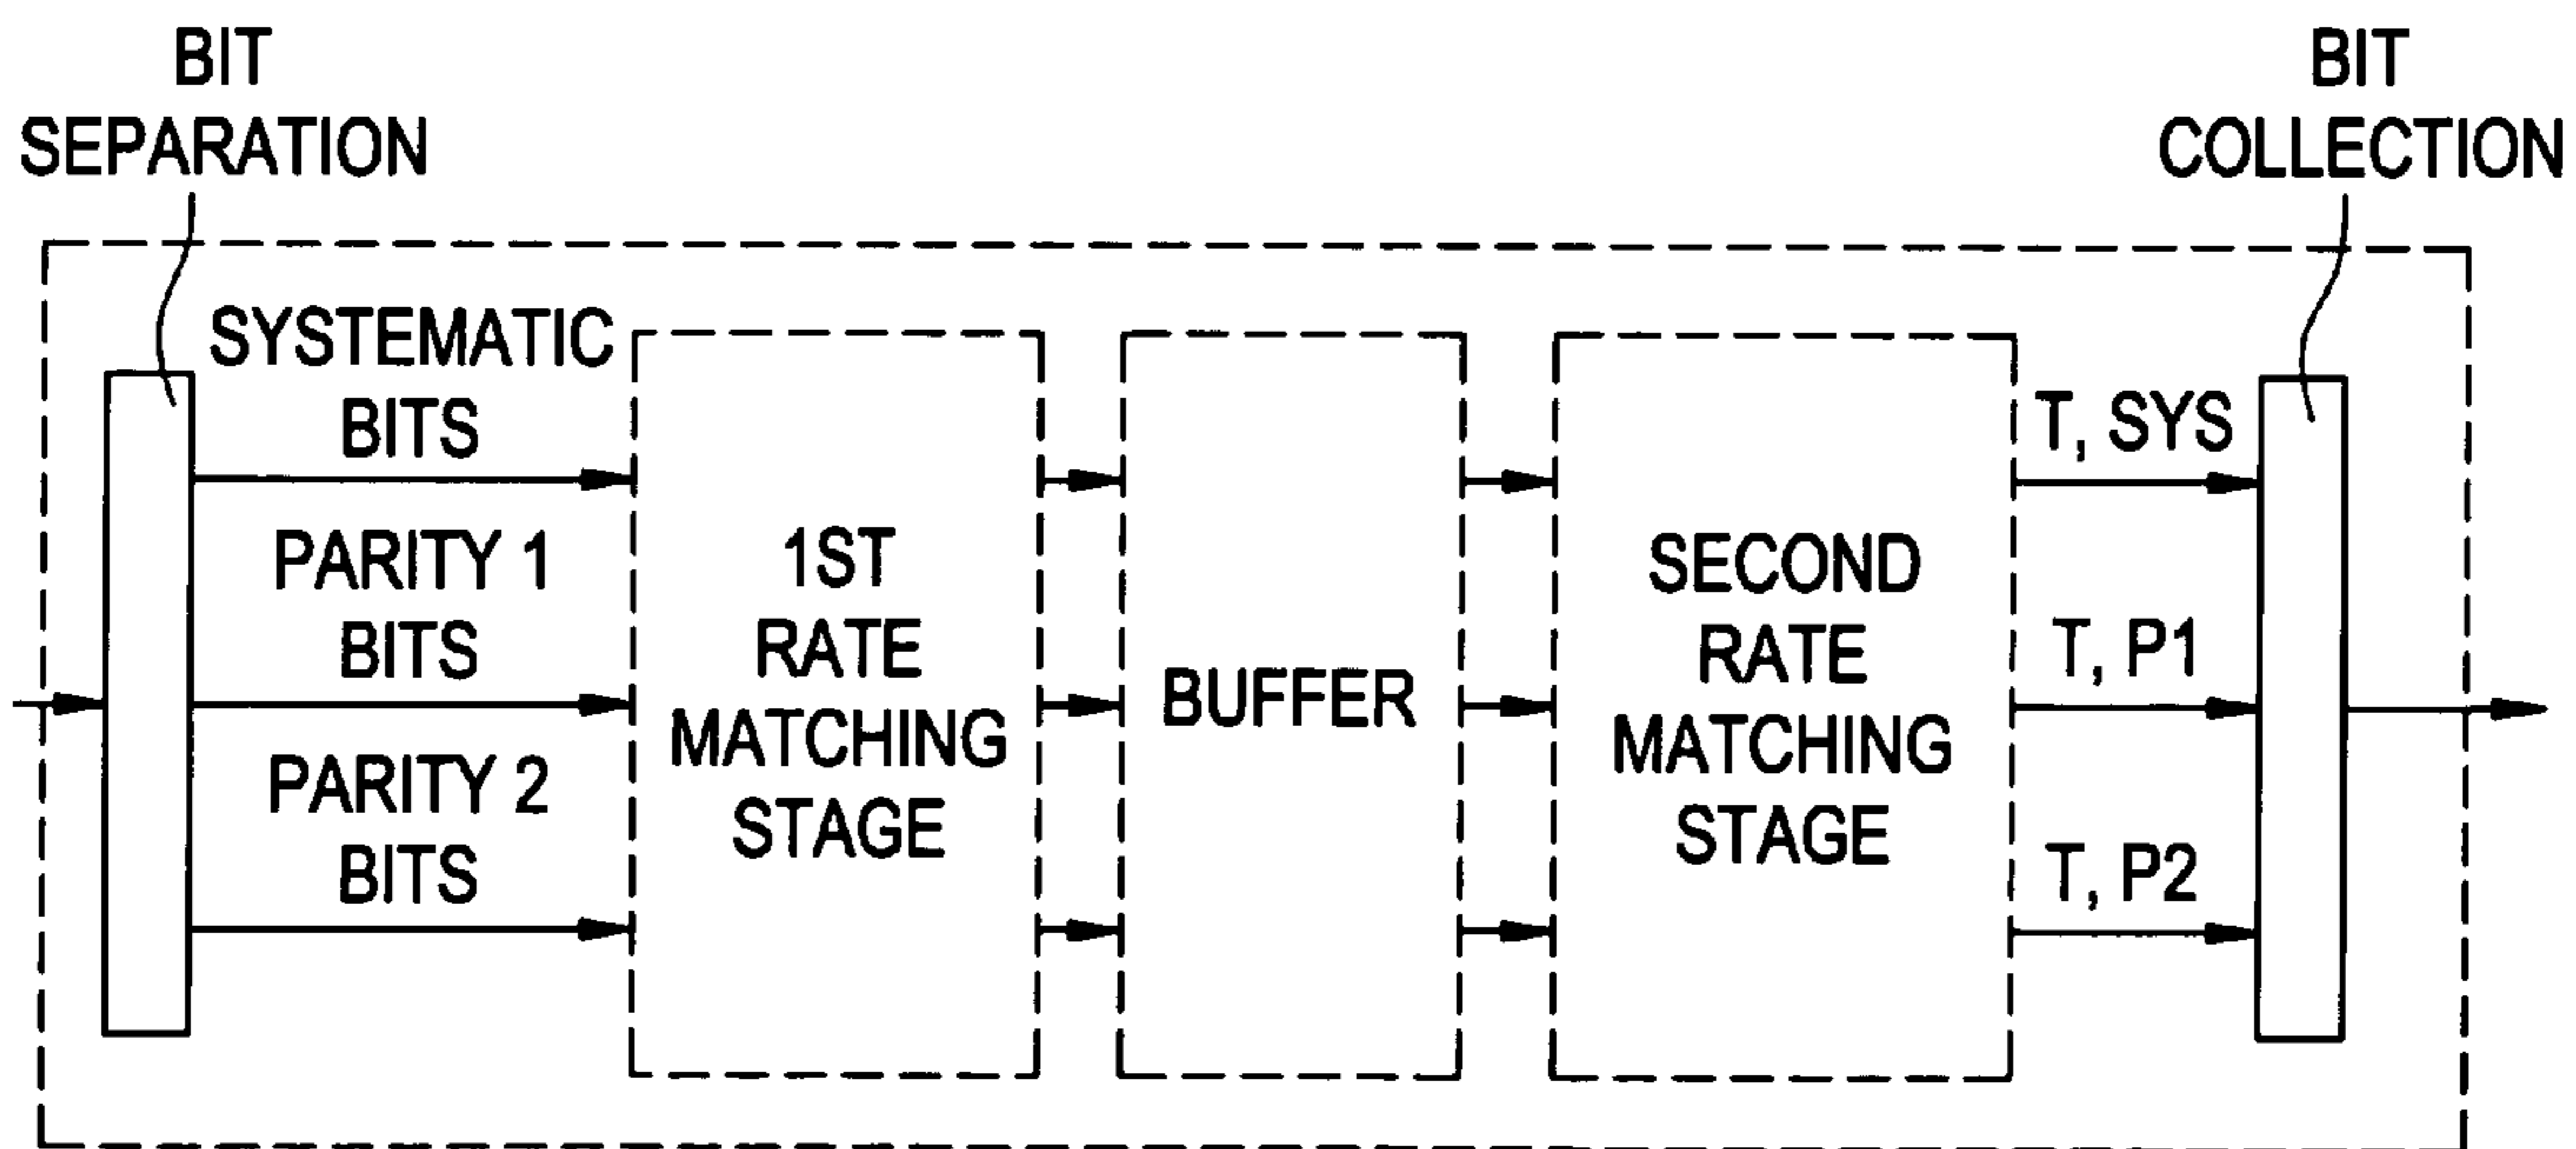 BIT
SEPARATION
BIT
COLLECTION
SYSTEMATIC
BITS
PARITY 1
BITS
PARITY 2
BITS
1ST
RATE
MATCHING
STAGE
BUFFER
SECOND
RATE
MATCHING
STAGE
T, SYS
T, P1
T, P2